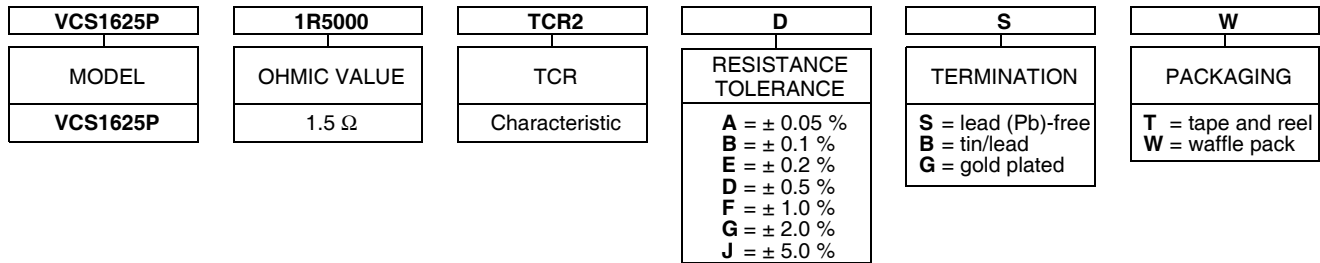 VCS1625P
1R5000
TCR2
D
S
W
MODEL
OHMIC VALUE
TCR
RESISTANCE
TOLERANCE
TERMINATION
PACKAGING
VCS1625P
1.5 Ω
Characteristic
A = ± 0.05 %
B = ± 0.1 %
E = ± 0.2 %
D = ± 0.5 %
F = ± 1.0 %
G = ± 2.0 %
J = ± 5.0 %
S = lead (Pb)-free
B = tin/lead
G = gold plated
T = tape and reel
W = waffle pack